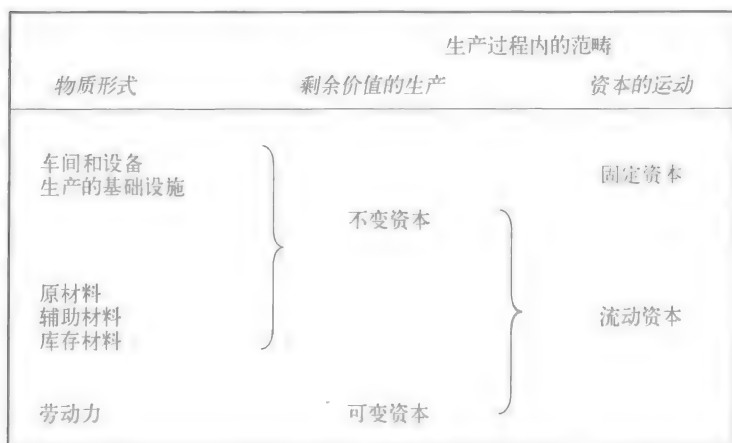 生产过程内的范畴
物质形式 剩余价值的生产 资本的运动
车间和设备
生产的基础设施
固定资本
不变资本
原材料
辅助材料
库存材料
流动资本
劳动力 可变资本